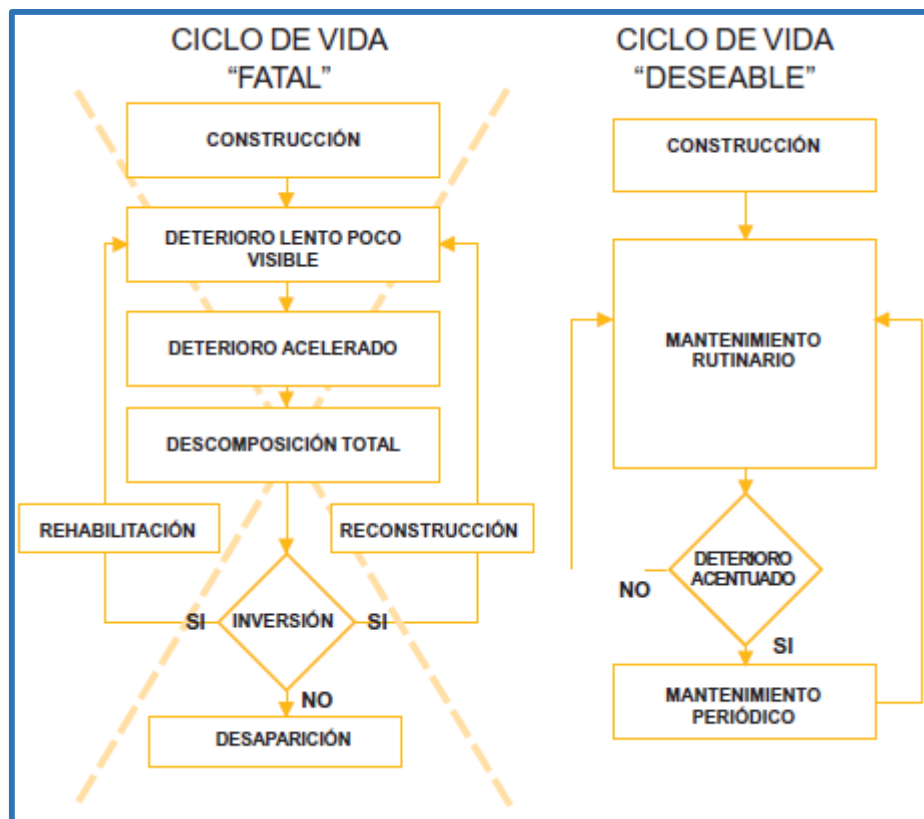 CICLO DE VIDA
“FATAL”
CONSTRUCCIÓN
DETERIORO LENTO POCO
VISIBLE
DETERIORO ACELERADO
DESCOMPOSICIÓN TOTAL
REHABILITACIÓN
RECONSTRUCCIÓN
SI
INVERSIÓN
SI
NO
DESAPARICIÓN
CICLO DE VIDA
“DESEABLE”
CONSTRUCCIÓN
MANTENIMIENTO
RUTINARIO
DETERIORO
ACENTUADO
NO
SI
MANTENIMIENTO
PERIÓDICO